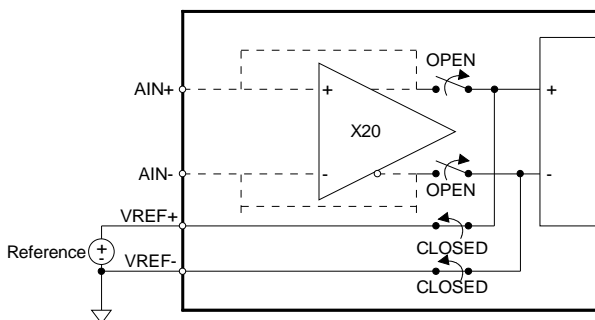 OPEN
AIN+
+
+
X20
AIN-
-
-
OPEN
VREF+
Reference
+
-
CLOSED
VREF-
CLOSED